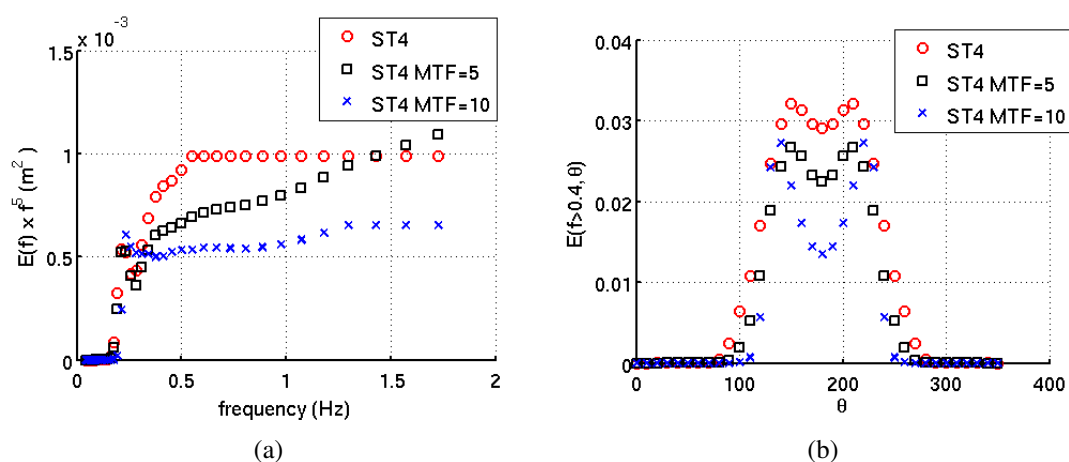 x 10⁻³
1.5
1
0.5
0
0
0.5
1
1.5
2
E(f) x f⁵ (m²)
frequency (Hz)
ST4
ST4 MTF=5
ST4 MTF=10
(a)
0.04
0.03
0.02
0.01
0
0
100
200
300
400
E(f>0.4, θ)
θ
ST4
ST4 MTF=5
ST4 MTF=10
(b)